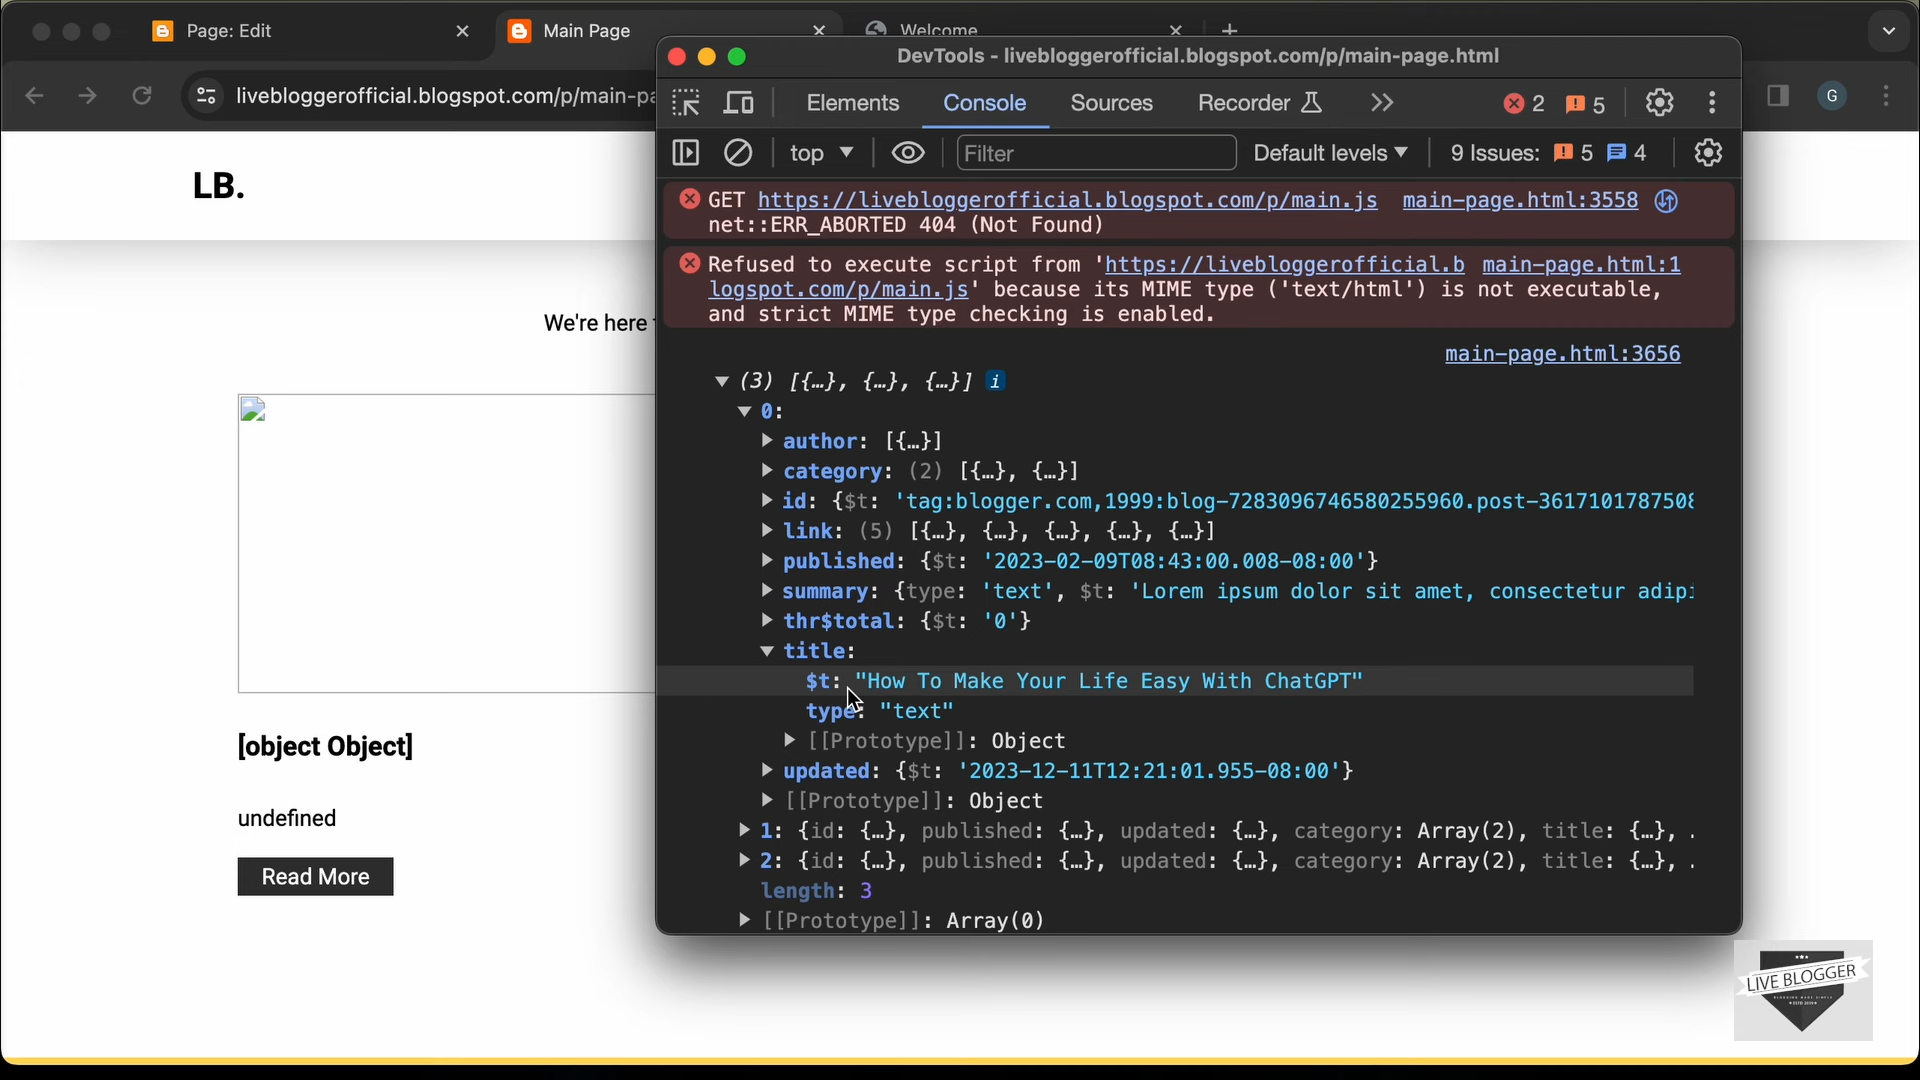 Page: Edit
Main Page
Welcome
DevTools - livebloggerofficial.blogspot.com/p/main-page.html
livebloggerofficial.blogspot.com/p/main-pa
G
Elements
Console
Sources
Recorder
2
5
top
Filter
Default levels
9 Issues:
5
4
GET https://livebloggerofficial.blogspot.com/p/main.js main-page.html:3558
net::ERR_ABORTED 404 (Not Found)
Refused to execute script from 'https://livebloggerofficial.b main-page.html:1
logspot.com/p/main.js' because its MIME type ('text/html') is not executable,
and strict MIME type checking is enabled.
main-page.html:3656
(3) [{…}, {…}, {…}] i
0:
author: [{…}]
category: (2) [{…}, {…}]
id: {$t: 'tag:blogger.com,1999:blog-7283096746580255960.post-3617101787508
link: (5) [{…}, {…}, {…}, {…}, {…}]
published: {$t: '2023-02-09T08:43:00.008-08:00'}
summary: {type: 'text', $t: 'Lorem ipsum dolor sit amet, consectetur adipi
thr$total: {$t: '0'}
title:
$t: "How To Make Your Life Easy With ChatGPT"
type: "text"
[[Prototype]]: Object
updated: {$t: '2023-12-11T12:21:01.955-08:00'}
[[Prototype]]: Object
1: {id: {…}, published: {…}, updated: {…}, category: Array(2), title: {…}, .
2: {id: {…}, published: {…}, updated: {…}, category: Array(2), title: {…}, .
length: 3
[[Prototype]]: Array(0)
LB.
We're here
[object Object]
undefined
Read More
LIVE BLOGGER
BLOGGING MADE SIMPLE